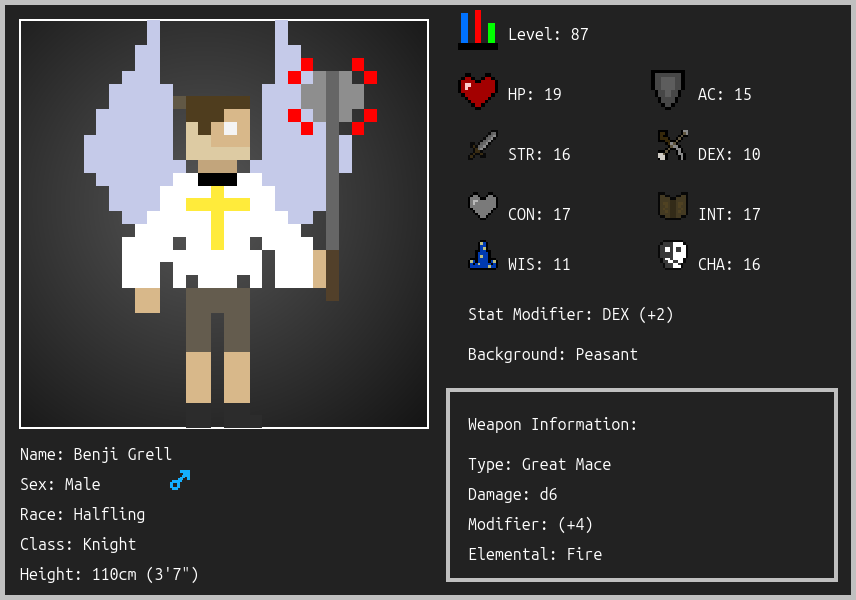 Level: 87
HP: 19
AC: 15
STR: 16
DEX: 10
CON: 17
INT: 17
WIS: 11
CHA: 16
Stat Modifier: DEX (+2)
Background: Peasant
Weapon Information:
Type: Great Mace
Damage: d6
Modifier: (+4)
Elemental: Fire
Name: Benji Grell
Sex: Male
Race: Halfling
Class: Knight
Height: 110cm (3'7")